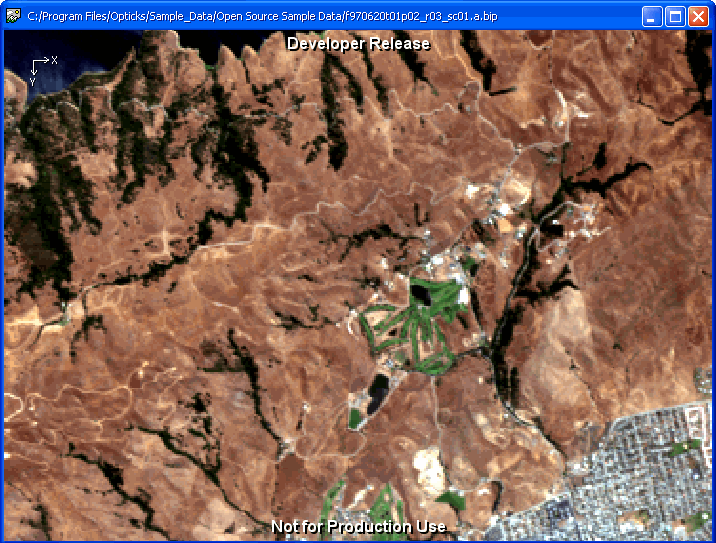 C:/Program Files/Opticks/Sample_Data/Open Source Sample Data/f970620t01p02_r03_sc01.a.bip
Developer Release
X
Y
Not for Production Use